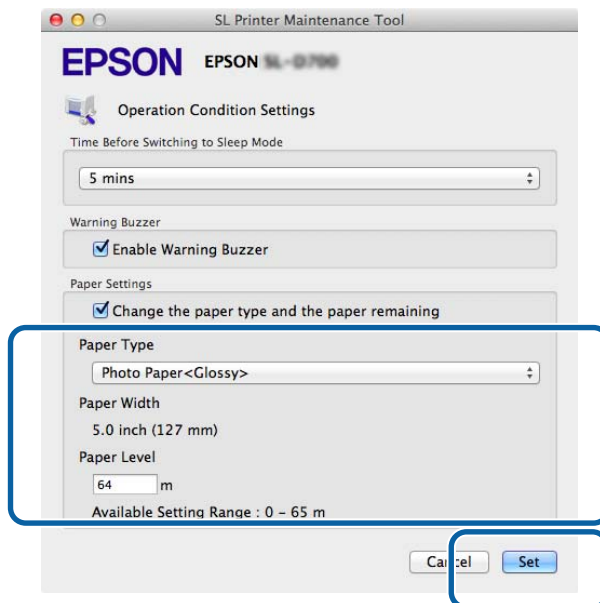 SL Printer Maintenance Tool
EPSON EPSON
Operation Condition Settings
Time Before Switching to Sleep Mode
5 mins
Warning Buzzer
Enable Warning Buzzer
Paper Settings
Change the paper type and the paper remaining
Paper Type
Photo Paper<Glossy>
Paper Width
5.0 inch (127 mm)
Paper Level
64 m
Available Setting Range : 0 – 65 m
Cancel Set